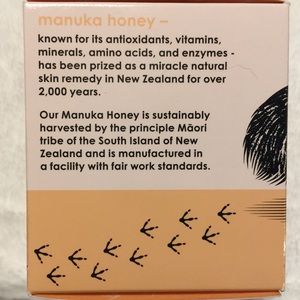 manuka honey –
known for its antioxidants, vitamins,
minerals, amino acids, and enzymes -
has been prized as a miracle natural
skin remedy in New Zealand for over
2,000 years.
Our Manuka Honey is sustainably
harvested by the principle Māori
tribe of the South Island of New
Zealand and is manufactured in
a facility with fair work standards.